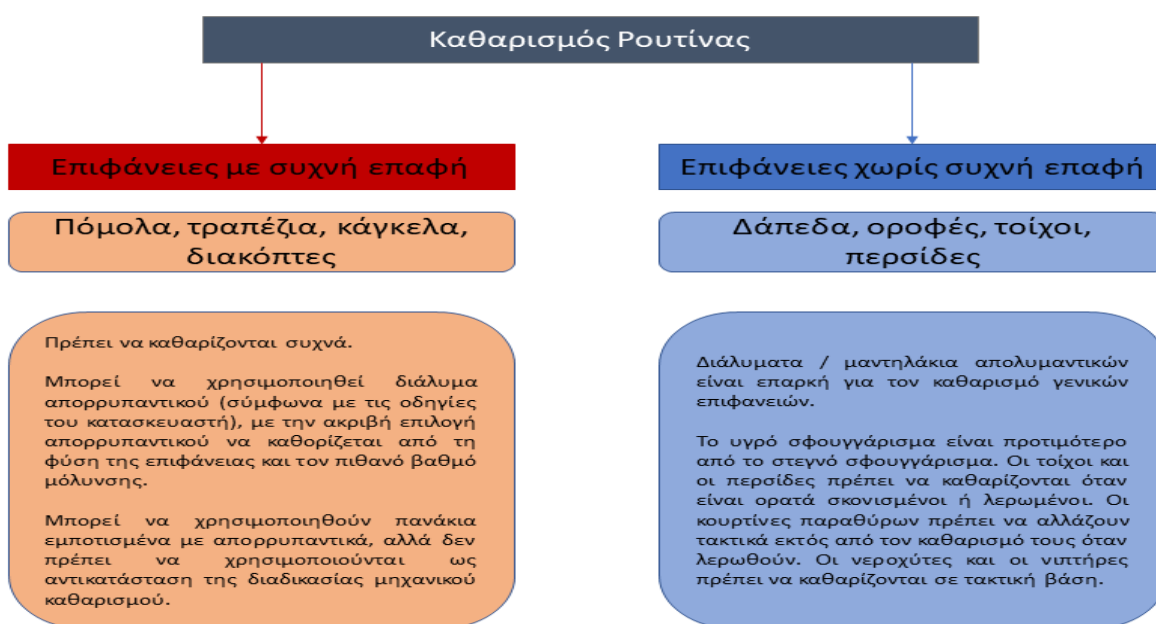 Καθαρισμός Ρουτίνας
Επιφάνειες με συχνή επαφή
Πόμολα, τραπέζια, κάγκελα,
διακόπτες
Πρέπει να καθαρίζονται συχνά.
Μπορεί να χρησιμοποιηθεί διάλυμα
απορρυπαντικού (σύμφωνα με τις οδηγίες
του κατασκευαστή), με την ακριβή επιλογή
απορρυπαντικού να καθορίζεται από τη
φύση της επιφάνειας και τον πιθανό βαθμό
μόλυνσης.
Μπορεί να χρησιμοποιηθούν πανάκια
εμποτισμένα με απορρυπαντικά, αλλά δεν
πρέπει να χρησιμοποιούνται ως
αντικατάσταση της διαδικασίας μηχανικού
καθαρισμού.
Επιφάνειες χωρίς συχνή επαφή
Δάπεδα, οροφές, τοίχοι,
περσίδες
Διάλυματα / μαντηλάκια απολυμαντικών
είναι επαρκή για τον καθαρισμό γενικών
επιφανειών.
Το υγρό σφουγγάρισμα είναι προτιμότερο
από το στεγνό σφουγγάρισμα. Οι τοίχοι και
οι περσίδες πρέπει να καθαρίζονται όταν
είναι ορατά σκονισμένοι ή λερωμένοι. Οι
κουρτίνες παραθύρων πρέπει να αλλάζουν
τακτικά εκτός από τον καθαρισμό τους όταν
λερωθούν. Οι νεροχύτες και οι νιπτήρες
πρέπει να καθαρίζονται σε τακτική βάση.